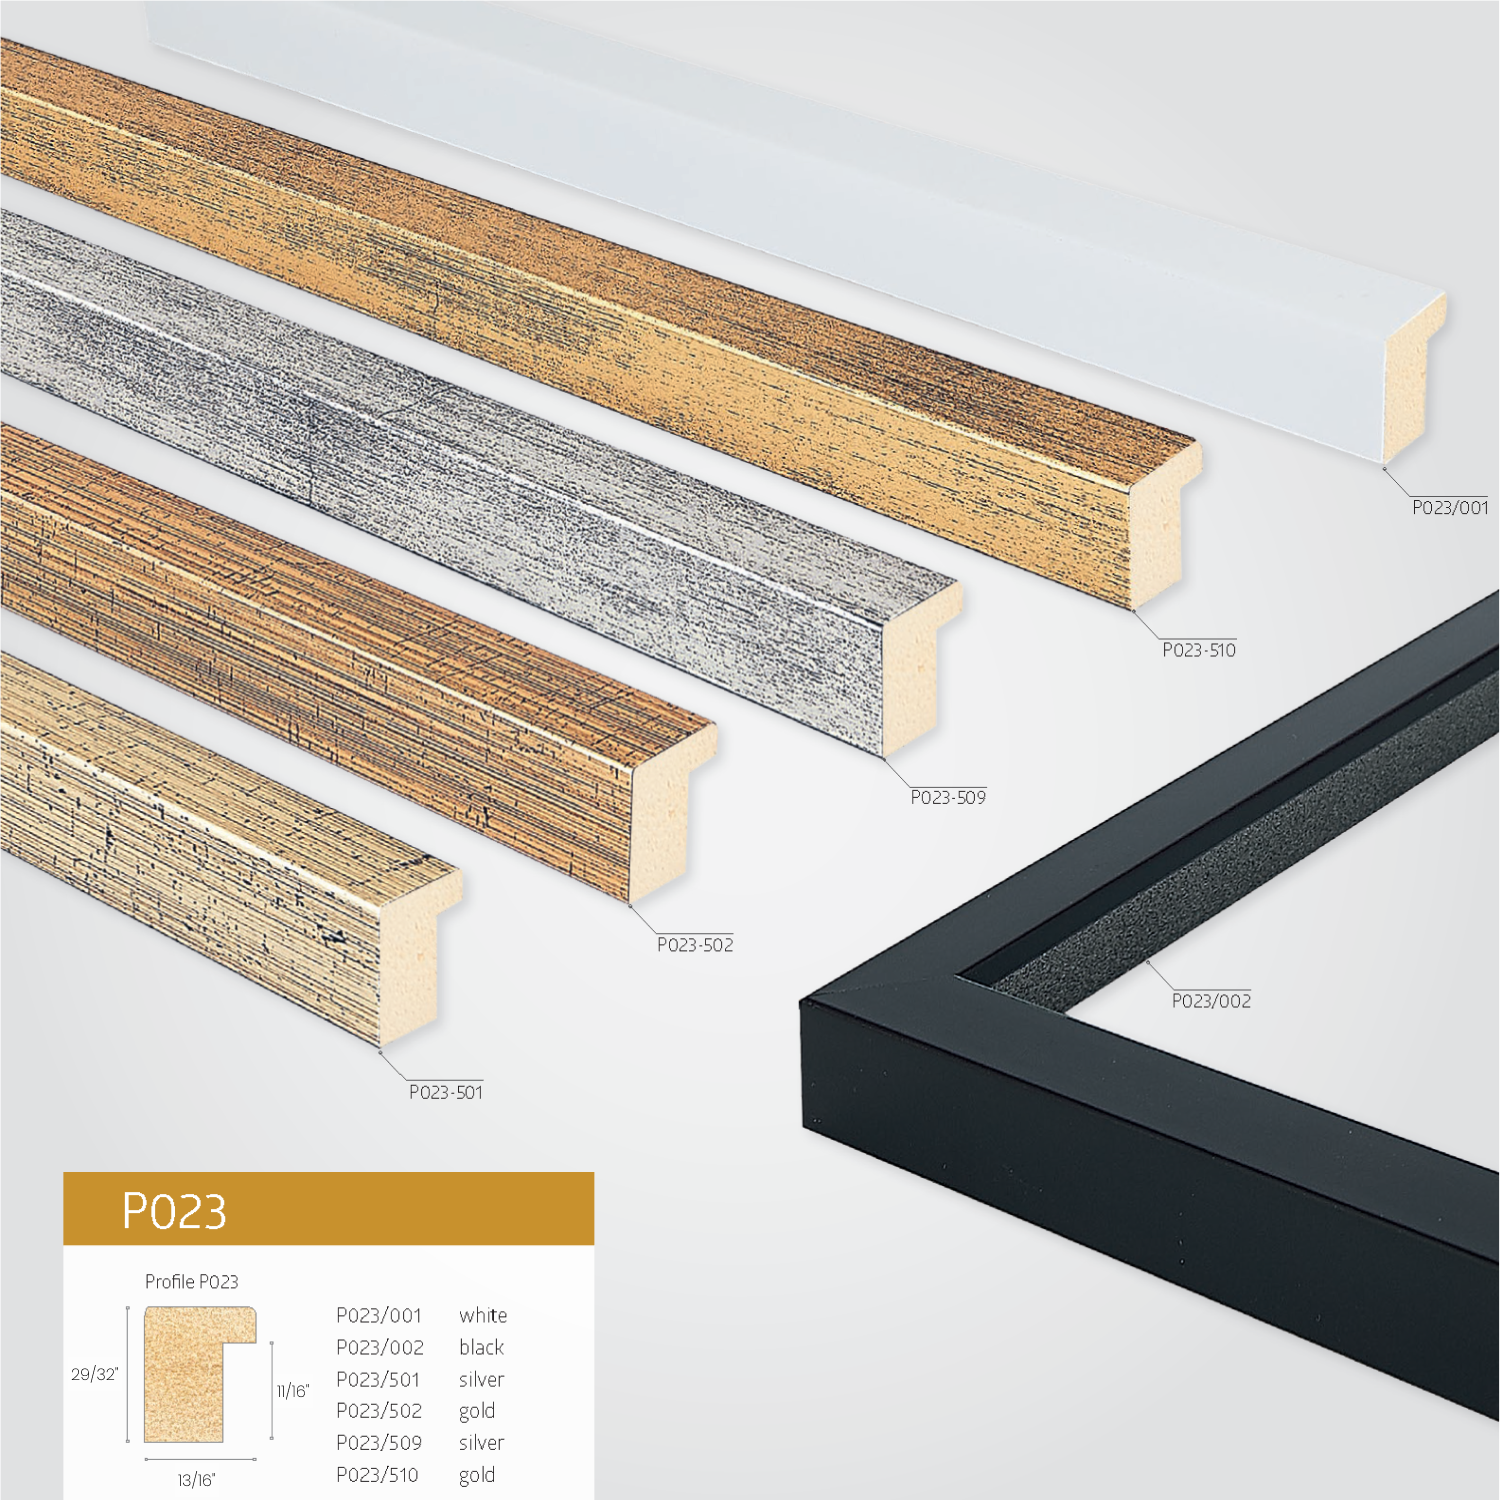 P023/001
P023-510
P023-509
P023-502
P023/002
P023-501
P023
Profile P023
29/32"
11/16"
13/16"
P023/001 white
P023/002 black
P023/501 silver
P023/502 gold
P023/509 silver
P023/510 gold